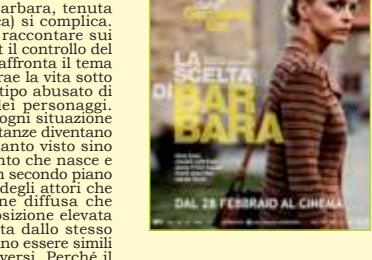 arbara, tenuta
ca) si complica.
raccontare sui
t il controllo del
affronta il tema
rae la vita sotto
tipo abusato di
dei personaggi.
ogni situazione
tanze diventano
anto visto sino
nto che nasce e
n secondo piano
degli attori che
ne diffusa che
osizione elevata
ta dallo stesso
no essere simili
versi. Perché il
LA
SCELTA
DI BAR
BARA
DAL 28 FEBBRAIO AL CINEMA